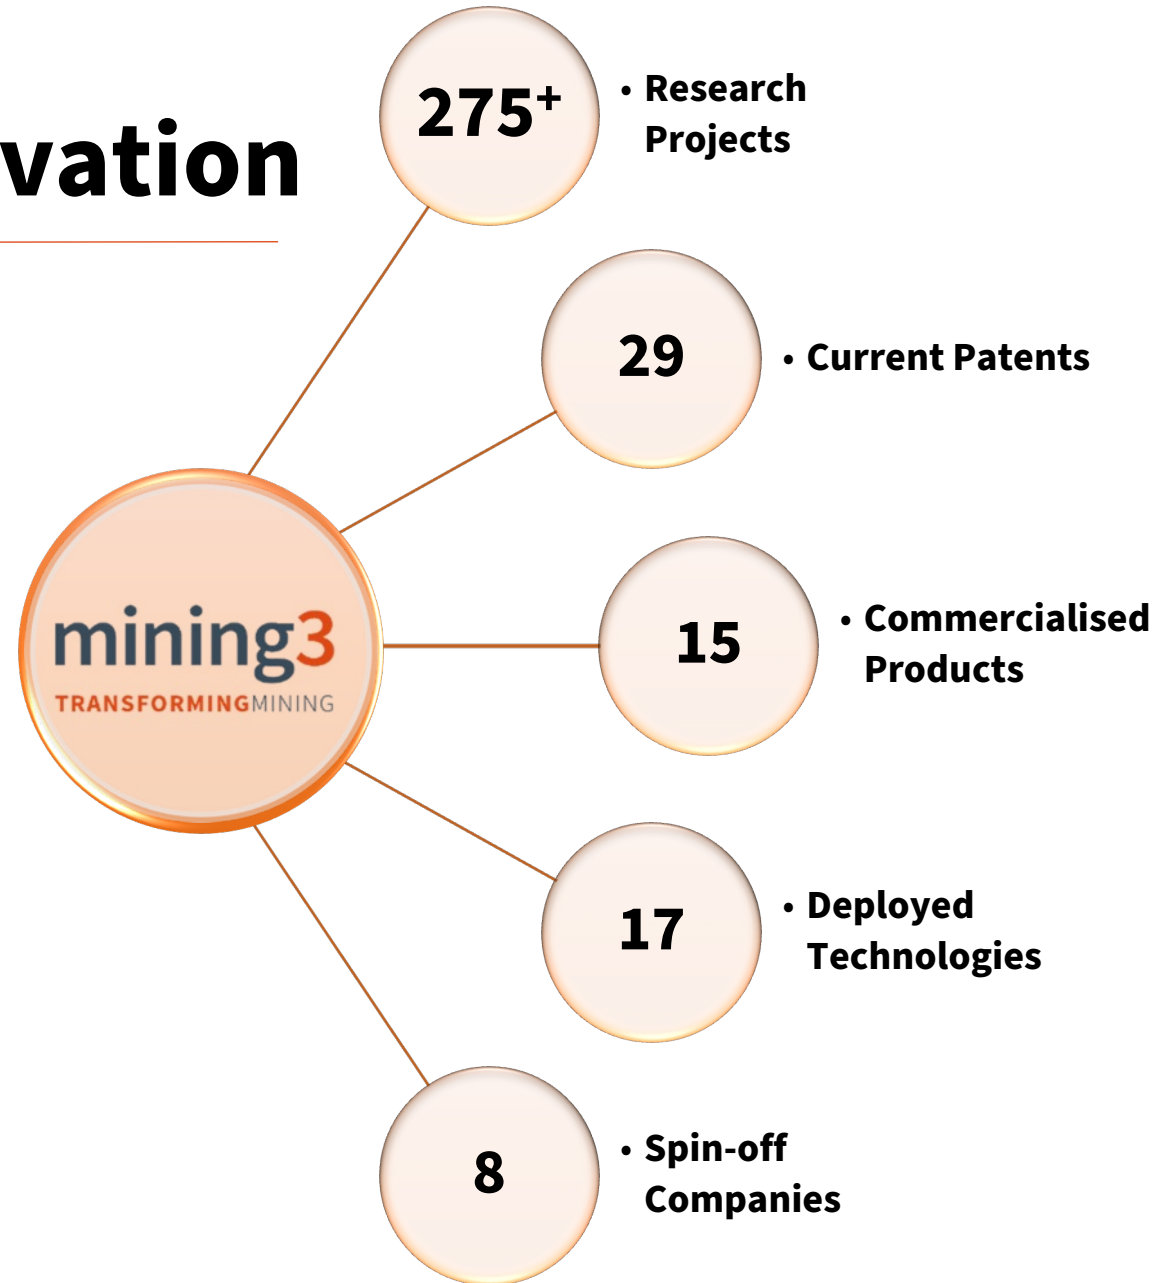 vation
275+
• Research
Projects
29
• Current Patents
mining3
TRANSFORMINGMINING
15
• Commercialised
Products
17
• Deployed
Technologies
8
• Spin-off
Companies